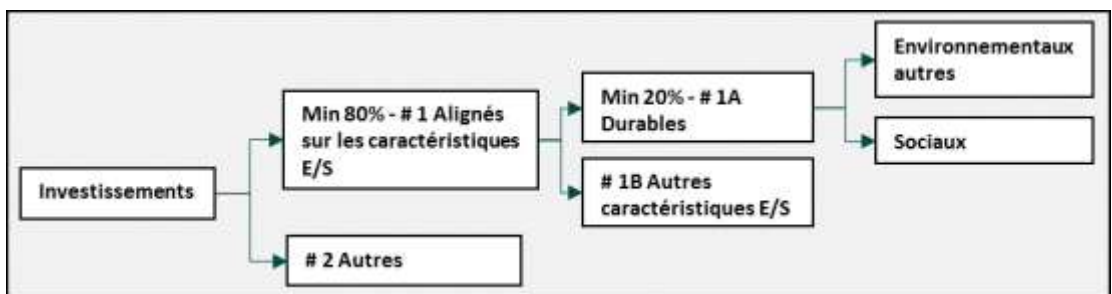 Investissements
Min 80% - # 1 Alignés
sur les caractéristiques
E/S
# 2 Autres
Min 20% - # 1A
Durables
# 1B Autres
caractéristiques E/S
Environnementaux
autres
Sociaux